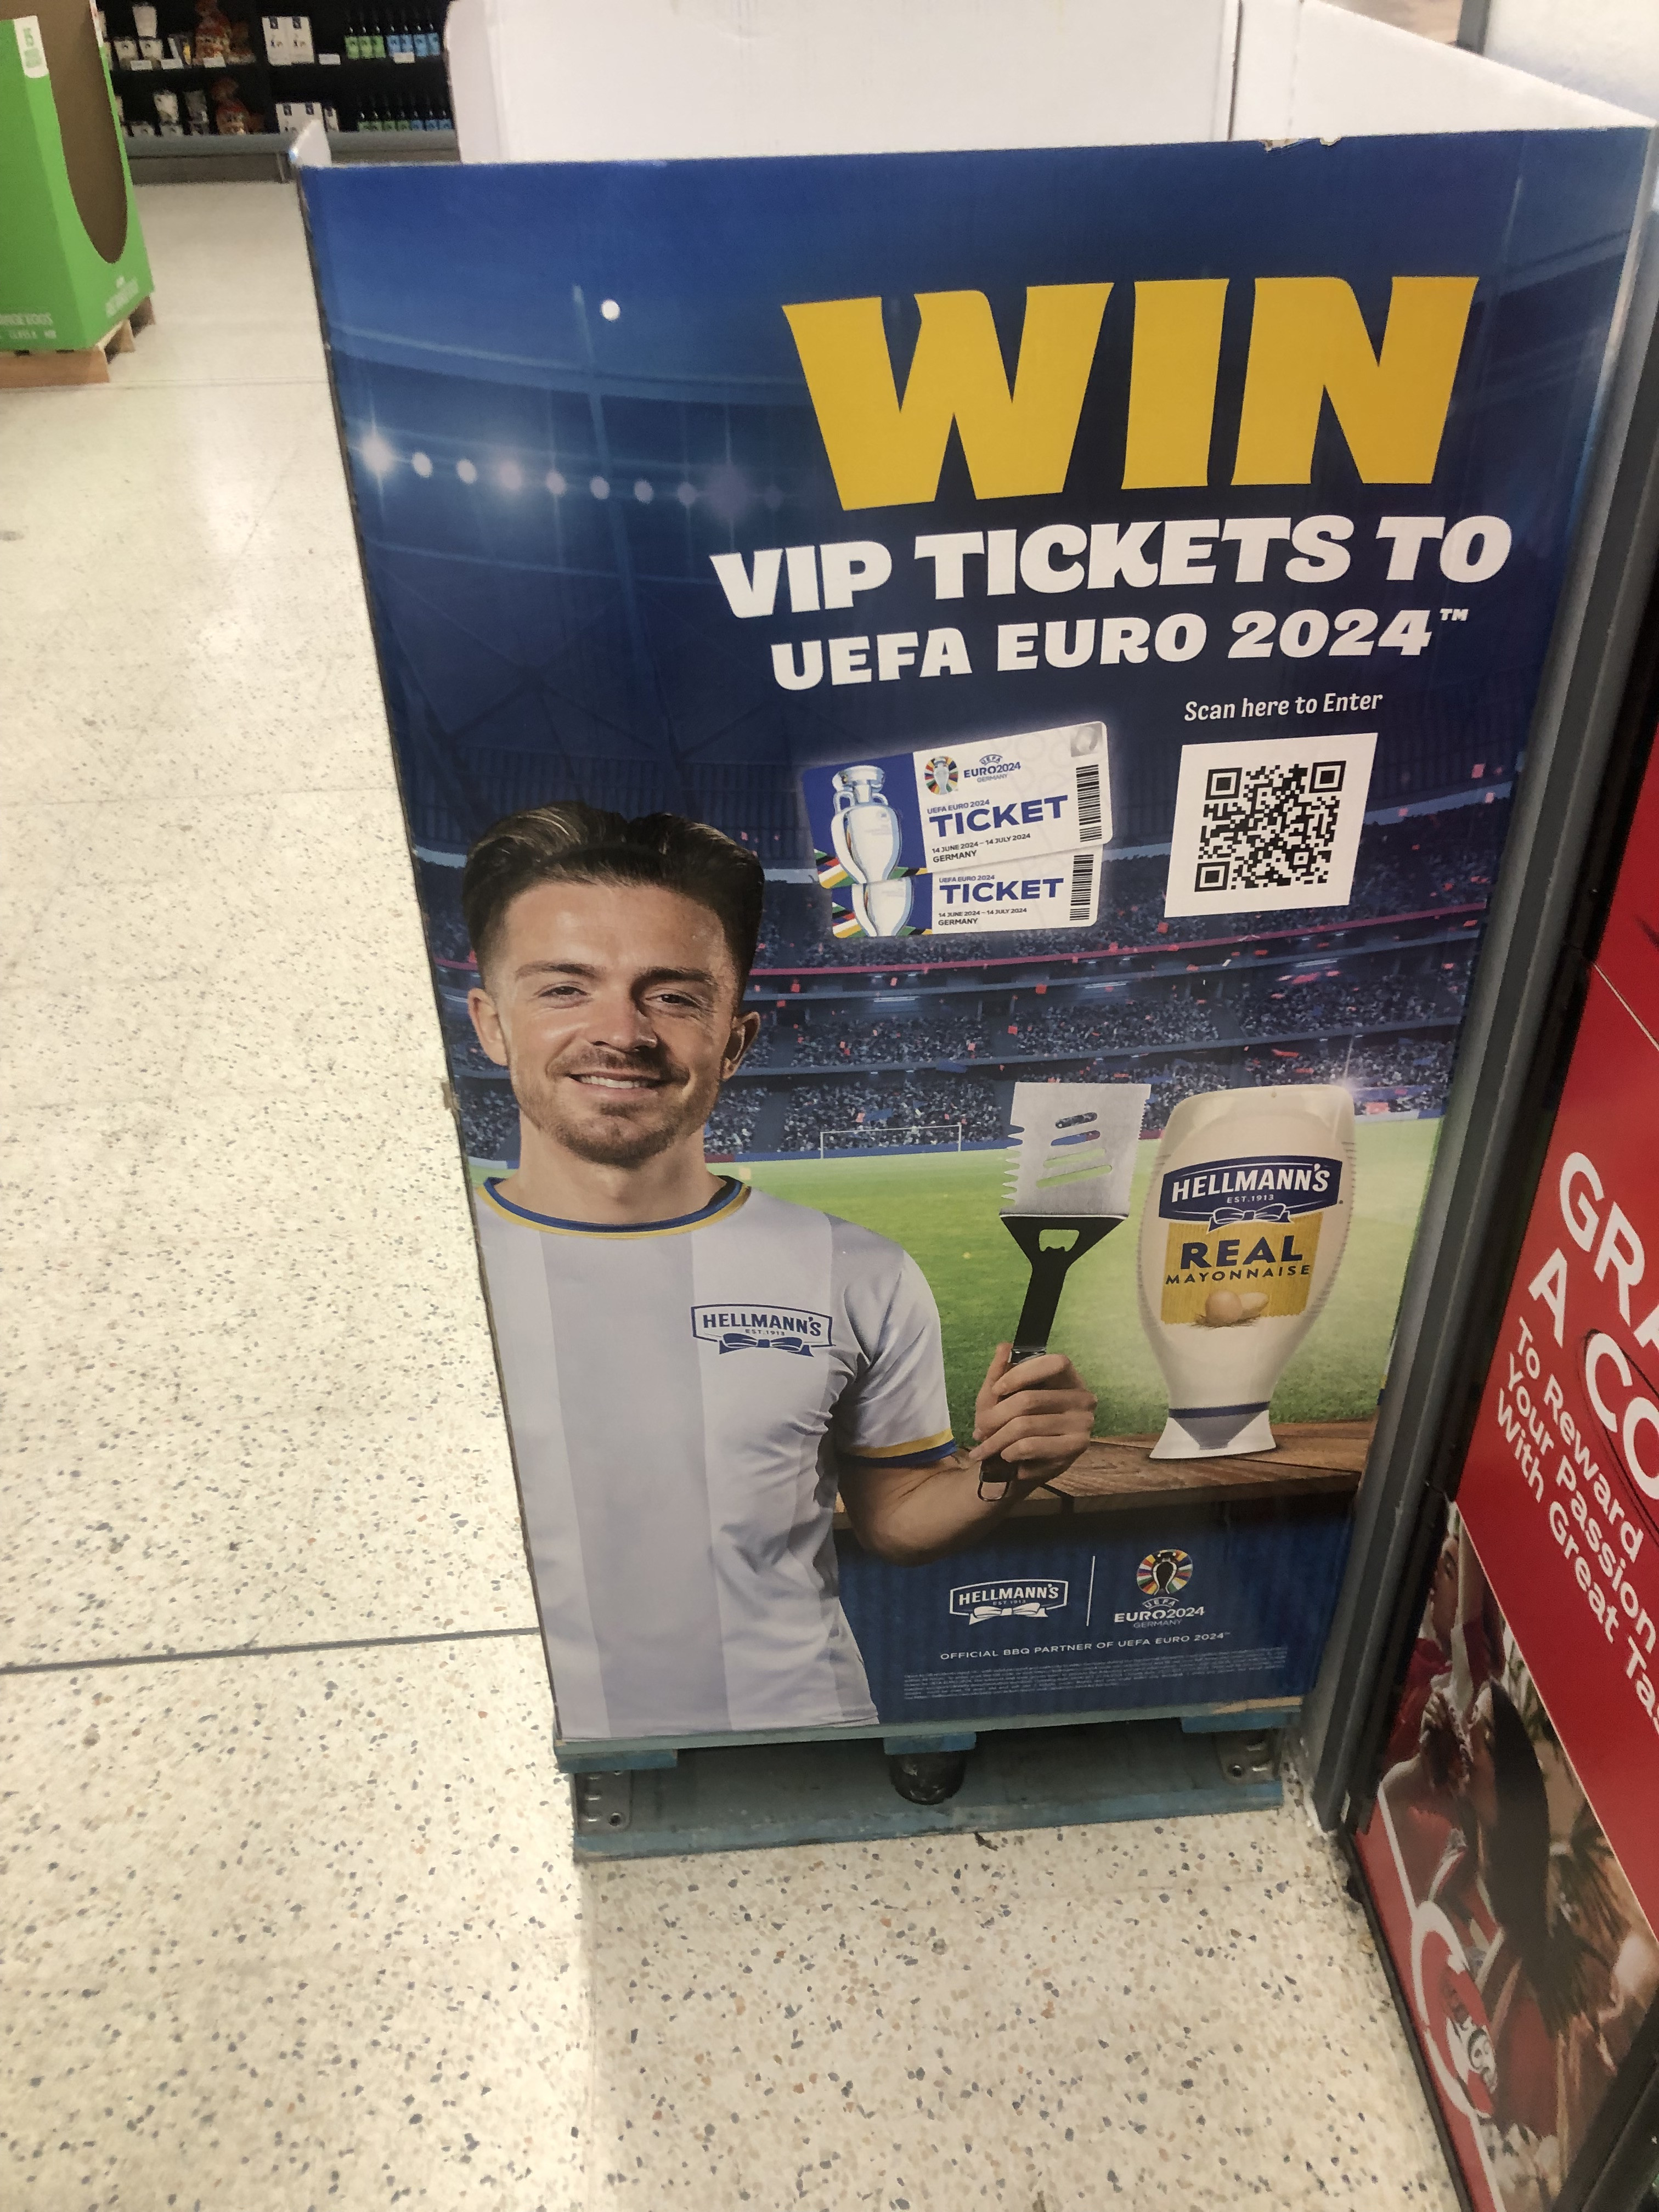 WIN
VIP TICKETS TO
UEFA EURO 2024™
Scan here to Enter
UEFA
EURO2024
GERMANY
UEFA EURO 2024
TICKET
14 JUNE 2024 – 14 JULY 2024
GERMANY
UEFA EURO 2024
TICKET
14 JUNE 2024 – 14 JULY 2024
GERMANY
HELLMANN'S
EST. 1913
REAL
MAYONNAISE
HELLMANN'S
EST. 1913
HELLMANN'S
EST. 1913
UEFA
EURO2024
GERMANY
OFFICIAL BBQ PARTNER OF UEFA EURO 2024™
A
To Reward
Your Passion
With Great